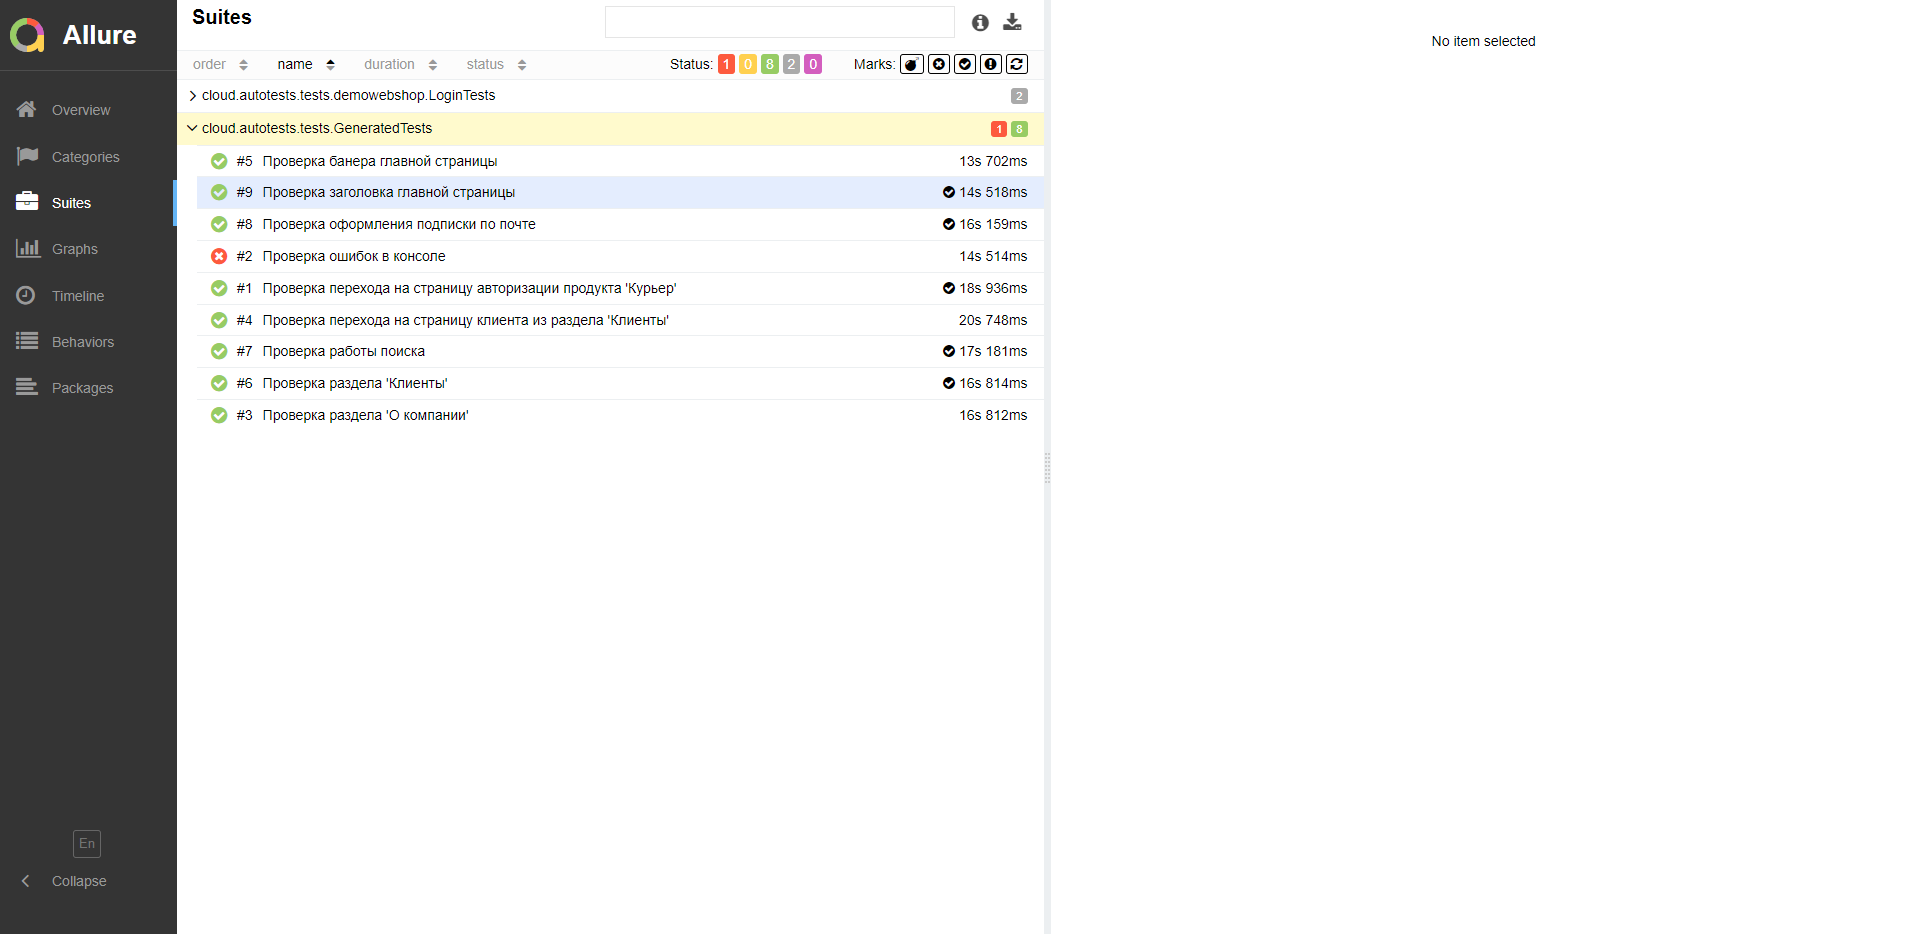 Allure
Overview
Categories
Suites
Graphs
Timeline
Behaviors
Packages
En
Collapse
Suites
order name duration status Status: 1 0 8 2 0 Marks:
cloud.autotests.tests.demowebshop.LoginTests 2
cloud.autotests.tests.GeneratedTests 1 8
#5 Проверка банера главной страницы 13s 702ms
#9 Проверка заголовка главной страницы 14s 518ms
#8 Проверка оформления подписки по почте 16s 159ms
#2 Проверка ошибок в консоле 14s 514ms
#1 Проверка перехода на страницу авторизации продукта 'Курьер' 18s 936ms
#4 Проверка перехода на страницу клиента из раздела 'Клиенты' 20s 748ms
#7 Проверка работы поиска 17s 181ms
#6 Проверка раздела 'Клиенты' 16s 814ms
#3 Проверка раздела 'О компании' 16s 812ms
No item selected